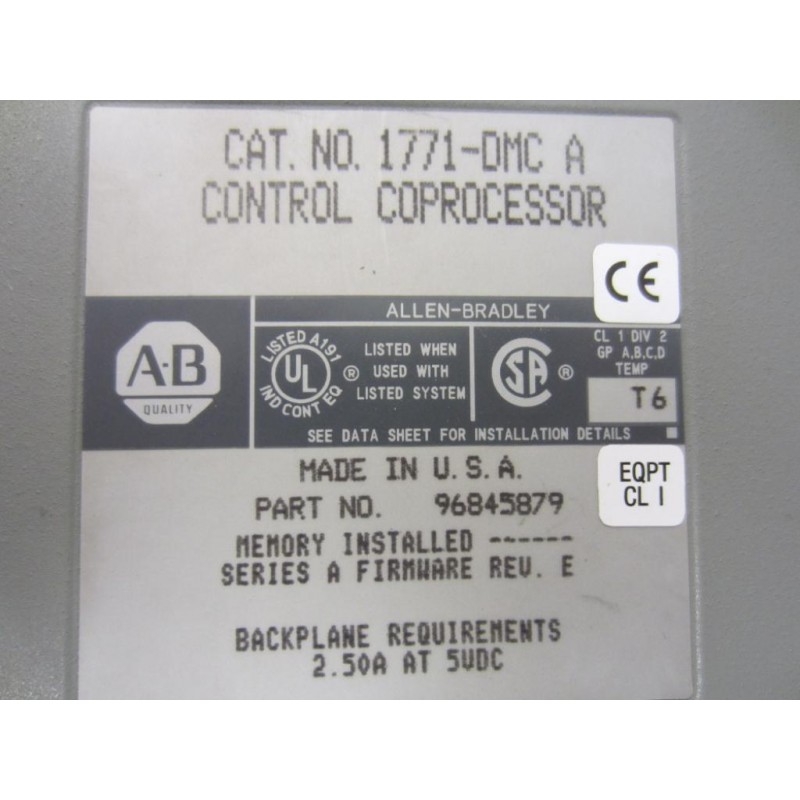 CAT. NO. 1771-DMC A
CONTROL COPROCESSOR
CE
ALLEN-BRADLEY
A-B
QUALITY
LISTED A191
UL
IND CONT EQ
®
LISTED WHEN
USED WITH
LISTED SYSTEM
SA
®
CL 1 DIV 2
GP A,B,C,D
TEMP
T6
SEE DATA SHEET FOR INSTALLATION DETAILS
MADE IN U.S.A.
EQPT
CL I
PART NO. 96845879
MEMORY INSTALLED ------
SERIES A FIRMWARE REV. E
BACKPLANE REQUIREMENTS
2.50A AT 5VDC